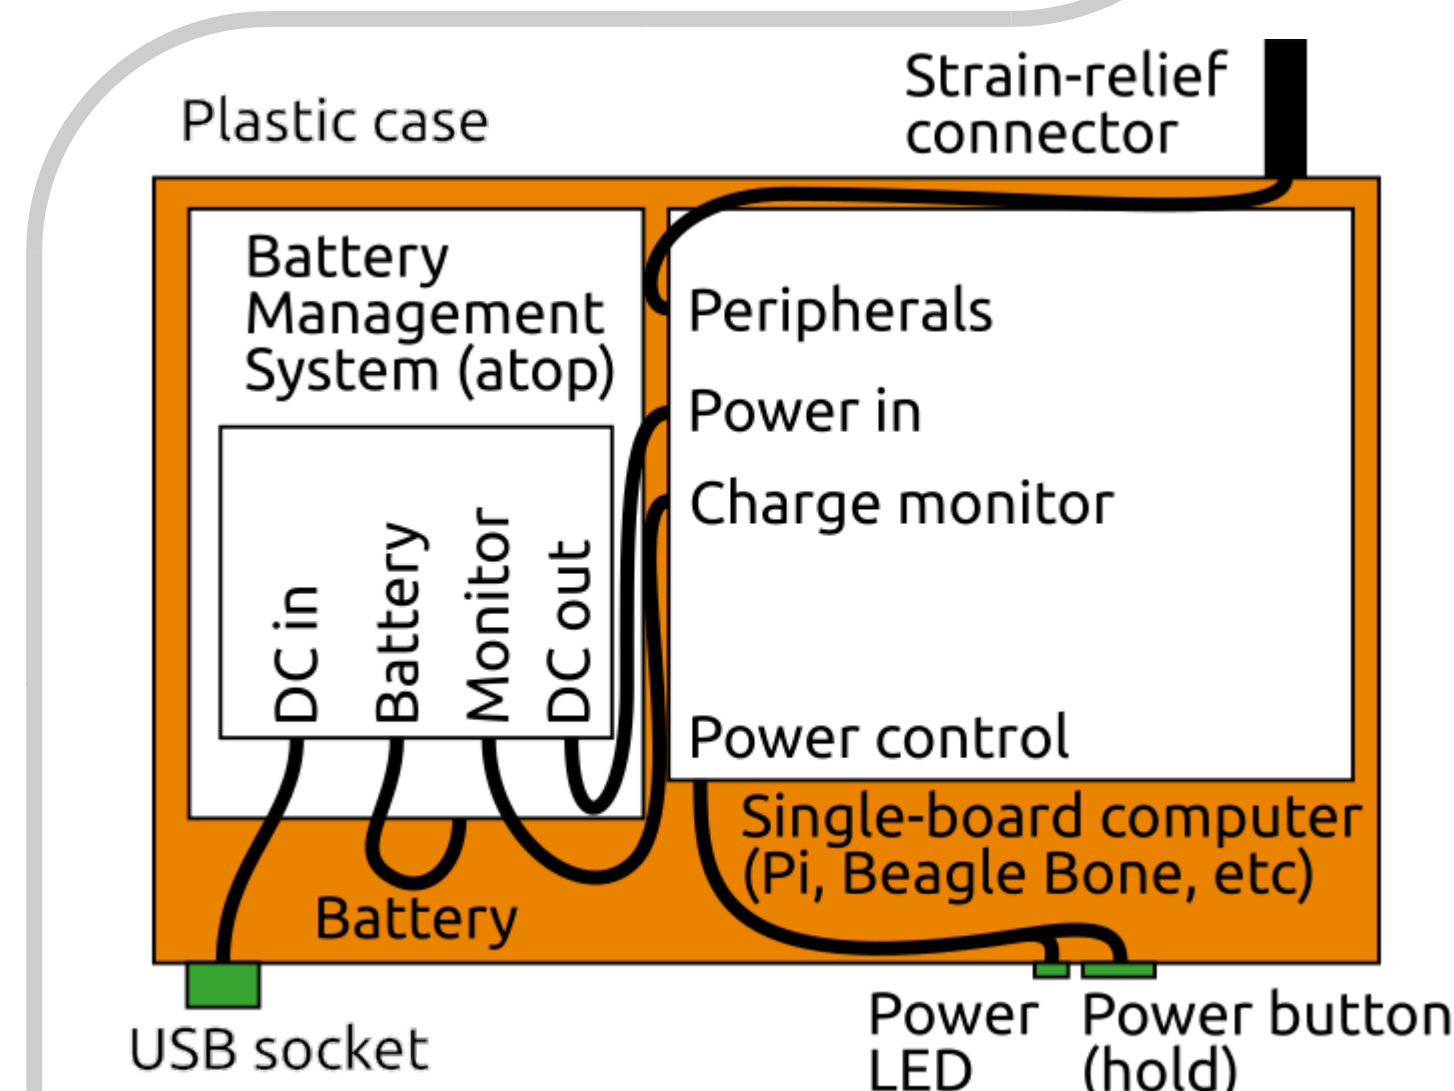 Strain-relief
connector
Plastic case
Battery
Management
System (atop)
Peripherals
Power in
Charge monitor
DC in
Battery
Monitor
DC out
Power control
Single-board computer
(Pi, Beagle Bone, etc)
Battery
USB socket
Power
LED
Power button
(hold)